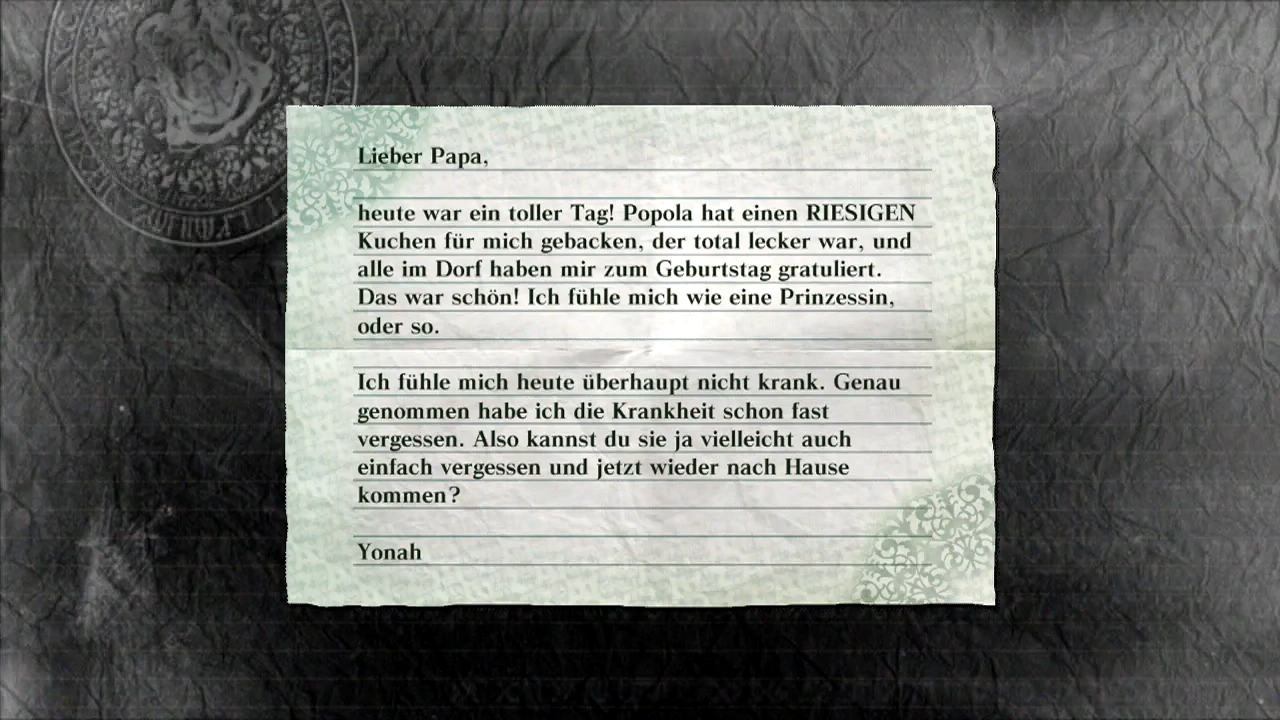 Lieber Papa,
heute war ein toller Tag! Popola hat einen RIESIGEN
Kuchen für mich gebacken, der total lecker war, und
alle im Dorf haben mir zum Geburtstag gratuliert.
Das war schön! Ich fühle mich wie eine Prinzessin,
oder so.
Ich fühle mich heute überhaupt nicht krank. Genau
genommen habe ich die Krankheit schon fast
vergessen. Also kannst du sie ja vielleicht auch
einfach vergessen und jetzt wieder nach Hause
kommen?
Yonah